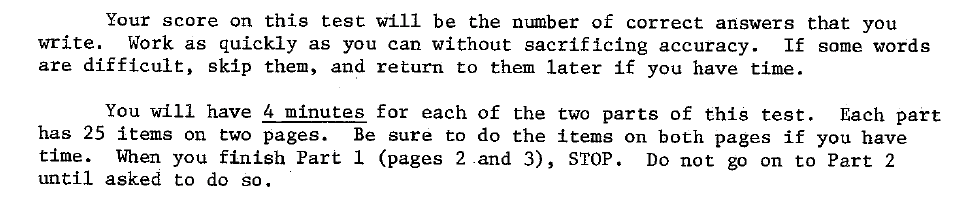 Your score on this test will be the number of correct answers that you
write. Work as quickly as you can without sacrificing accuracy. If some words
are difficult, skip them, and return to them later if you have time.
You will have 4 minutes for each of the two parts of this test. Each part
has 25 items on two pages. Be sure to do the items on both pages if you have
time. When you finish Part 1 (pages 2 and 3), STOP. Do not go on to Part 2
until asked to do so.